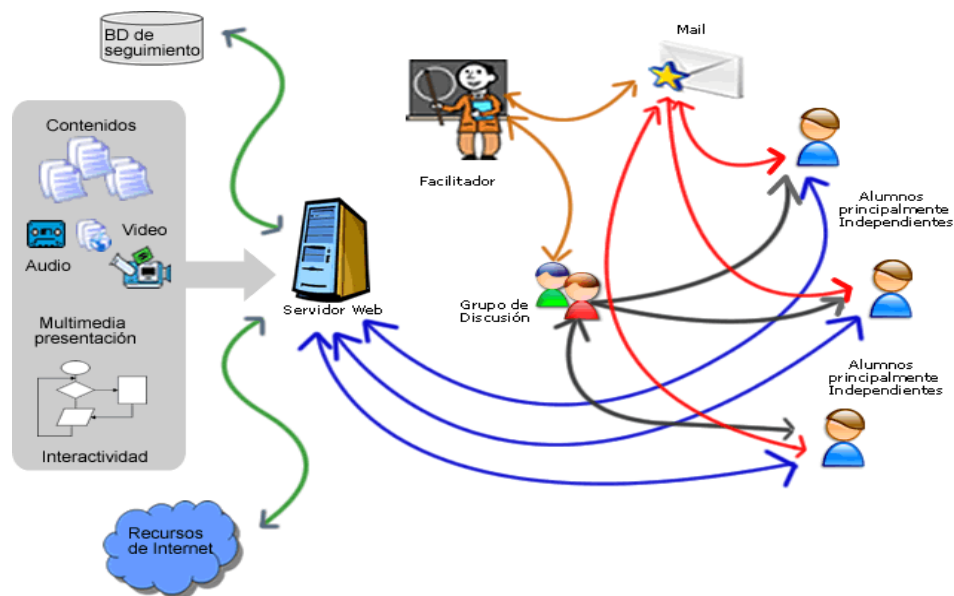 BD de
seguimiento
Contenidos
Video
Audio
Multimedia
presentación
Interactividad
Recursos
de Internet
Servidor Web
Facilitador
Mail
Grupo de
Discusión
Alumnos
principalmente
Independientes
Alumnos
principalmente
Independientes